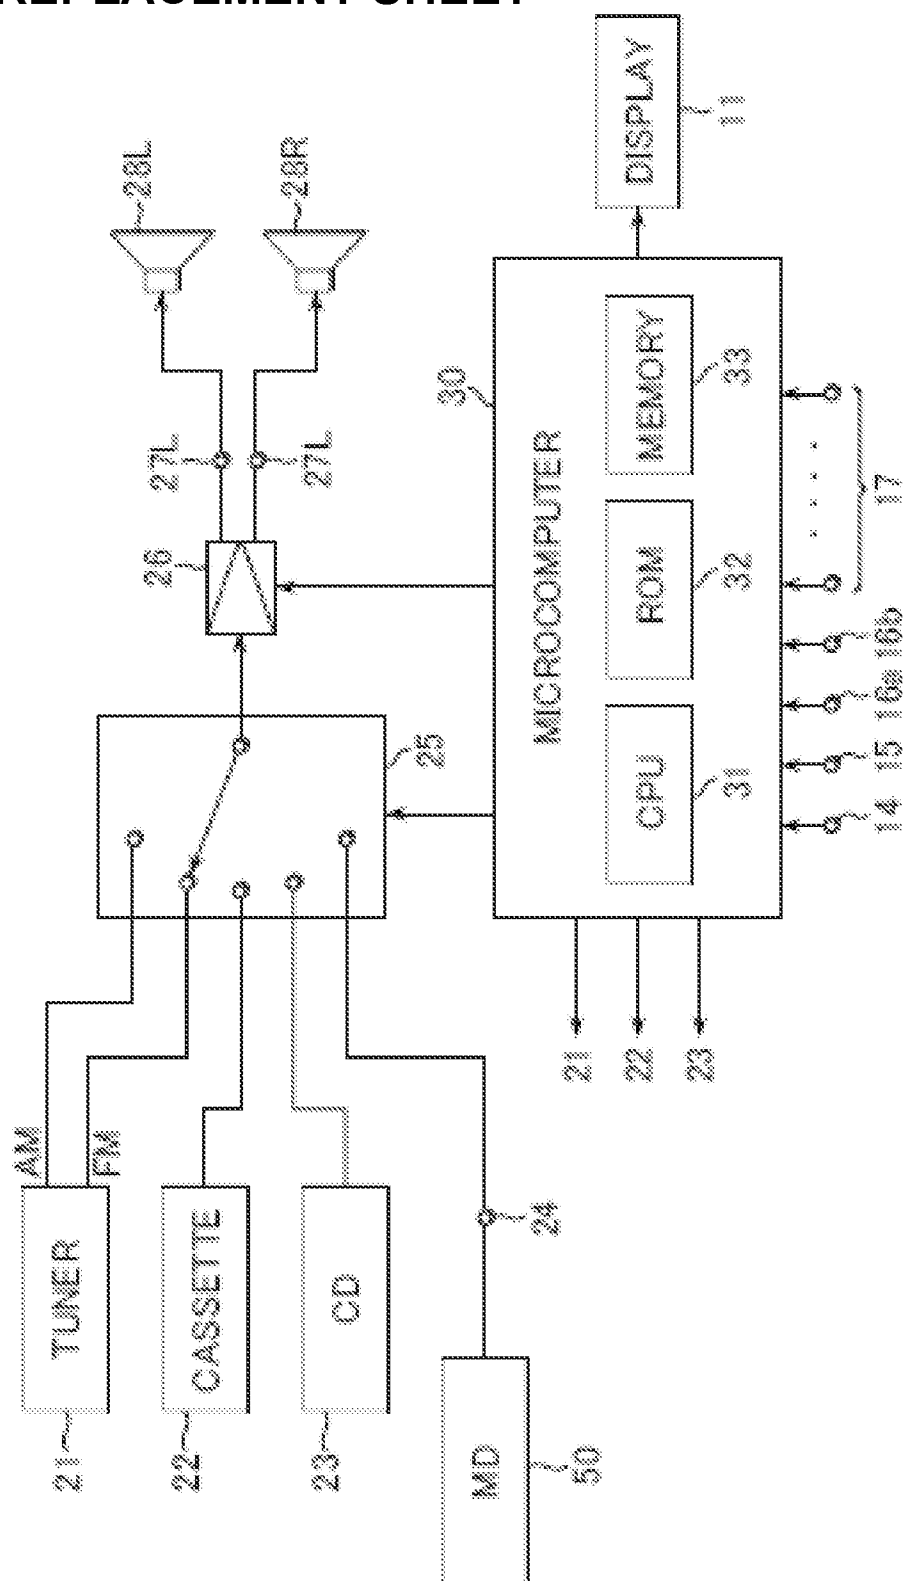 REPLACEMENT SHEET
AM
FM
TUNER
21
CASSETTE
22
CD
23
MD
50
24
25
26
27L
27L
28L
28R
30
MICROCOMPUTER
CPU
31
ROM
32
MEMORY
33
DISPLAY
11
21
22
23
14
15
16a
16b
17